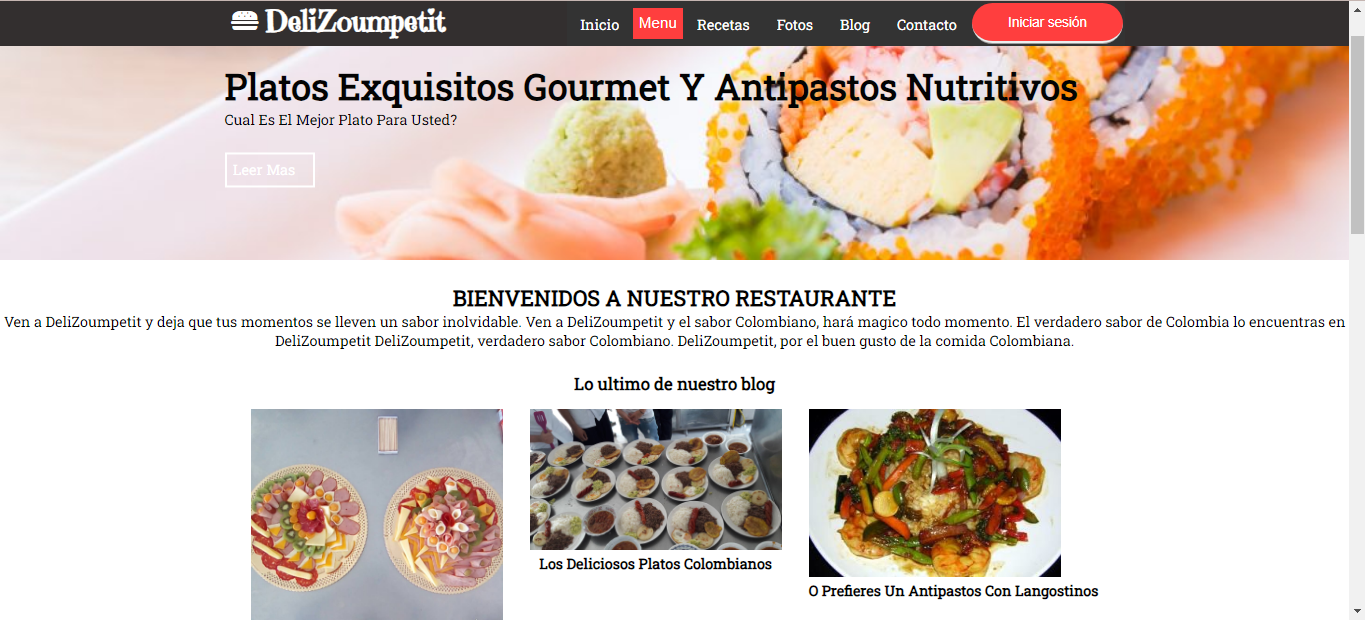 DeliZoumpetit
Inicio Menu Recetas Fotos Blog Contacto Iniciar sesión
Platos Exquisitos Gourmet Y Antipastos Nutritivos
Cual Es El Mejor Plato Para Usted?
Leer Mas
BIENVENIDOS A NUESTRO RESTAURANTE
Ven a DeliZoumpetit y deja que tus momentos se lleven un sabor inolvidable. Ven a DeliZoumpetit y el sabor Colombiano, hará magico todo momento. El verdadero sabor de Colombia lo encuentras en
DeliZoumpetit DeliZoumpetit, verdadero sabor Colombiano. DeliZoumpetit, por el buen gusto de la comida Colombiana.
Lo ultimo de nuestro blog
Los Deliciosos Platos Colombianos
O Prefieres Un Antipastos Con Langostinos